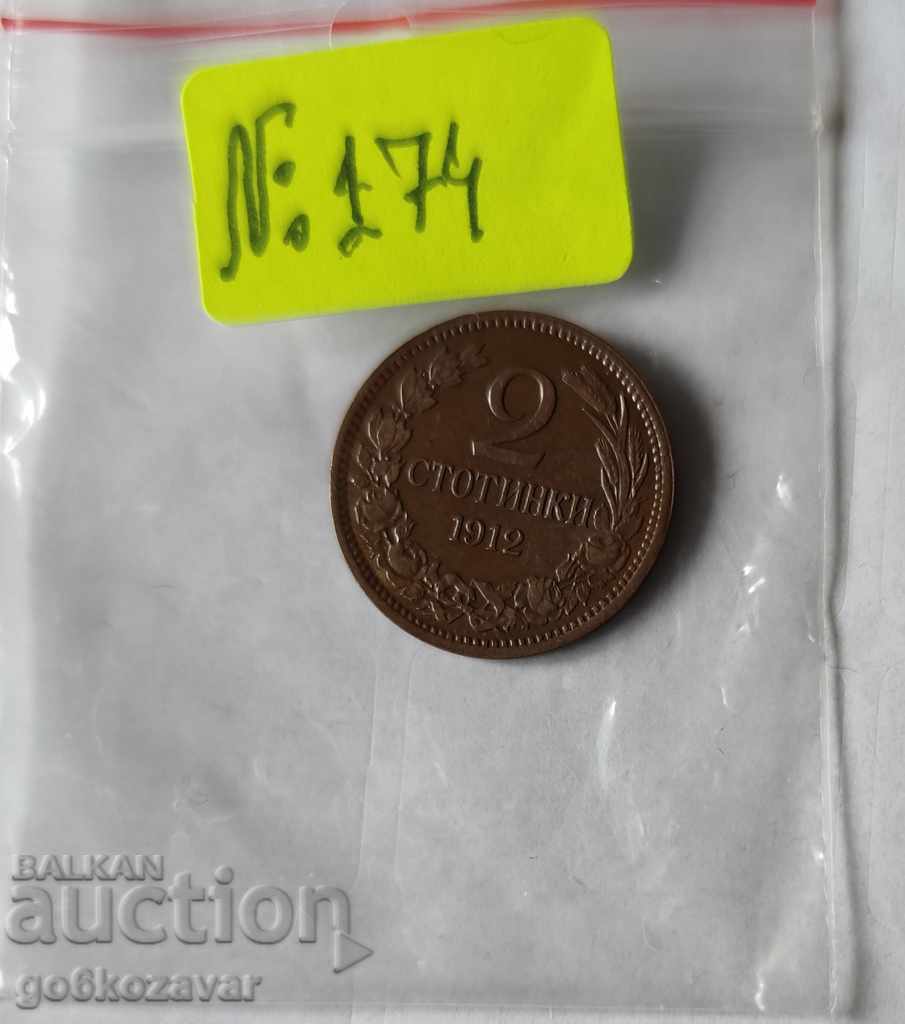 №: 174
2
СТОТИНКИ
1912
BALKAN
auction
go6kozavar